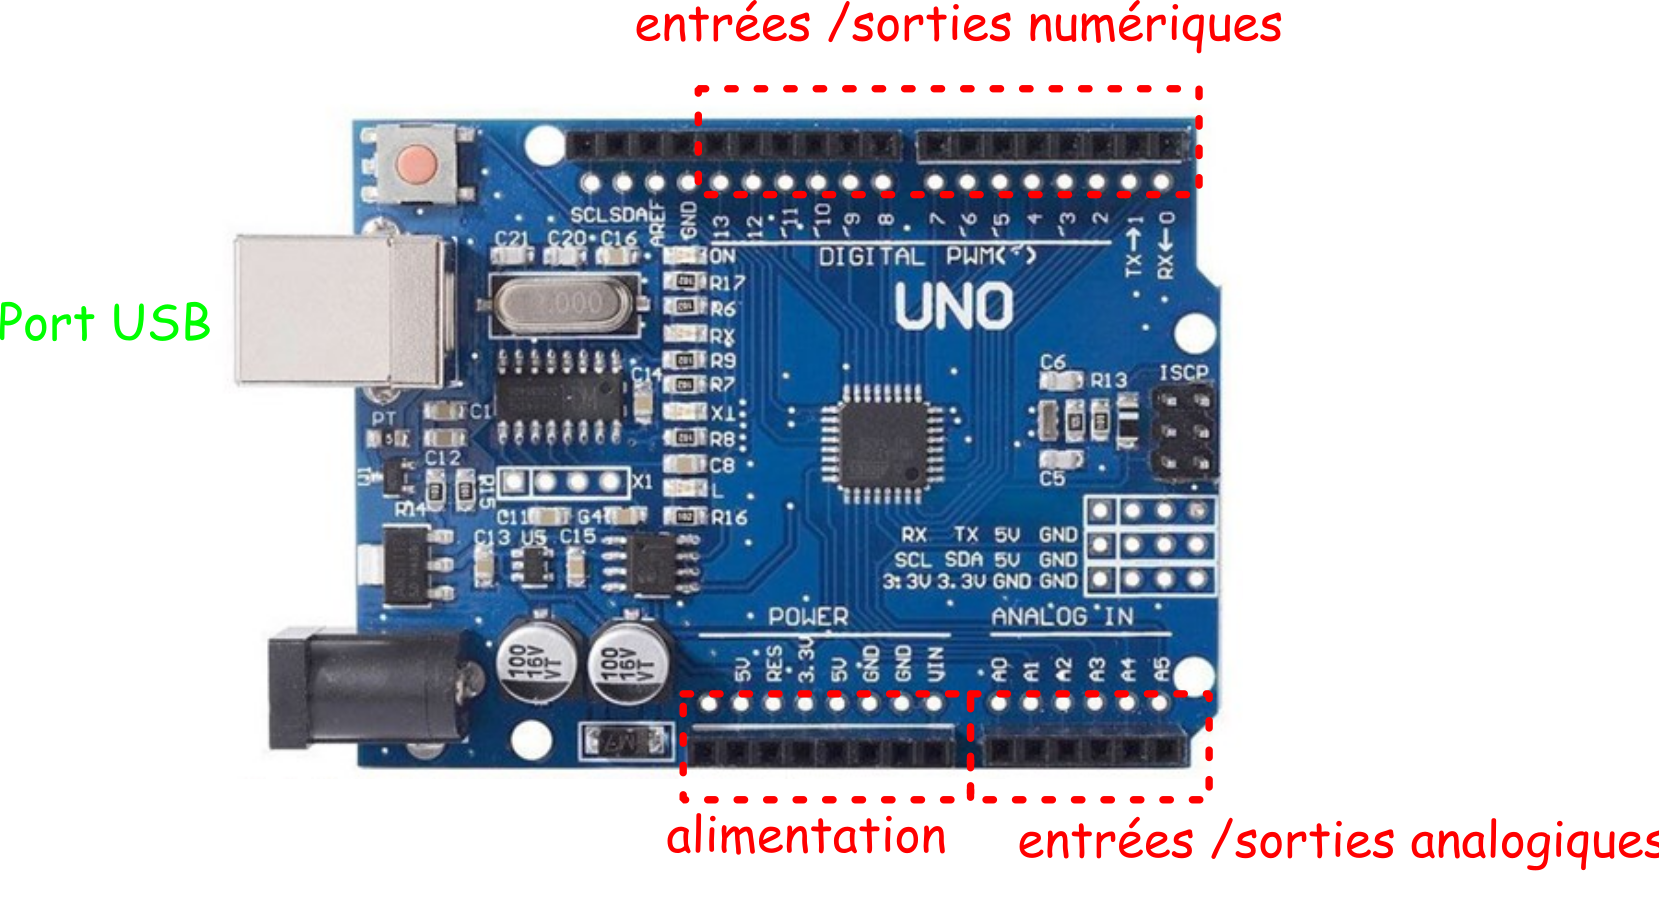 entrées /sorties numériques
SCL SDA AREF GND 13 12 ~11 ~10 ~9 8 7 ~6 ~5 4 ~3 2 TX→1 RX←0
DIGITAL PWM(~)
UNO
Port USB
C21 C20 C16
ON
R17
R6
RX
R9
R7
TX
R8
C8
L
R16
C14
PT
C1
C12
R14
R15
X1
C11
G4
C13 U5 C15
C6
R13
ISCP
C5
RX TX 5V GND
SCL SDA 5V GND
3:3V 3.3V GND GND
POWER
ANALOG IN
5V RES 3.3V 5V GND GND VIN
A0 A1 A2 A3 A4 A5
100 16V VT
100 16V VT
M7
alimentation
entrées /sorties analogiques